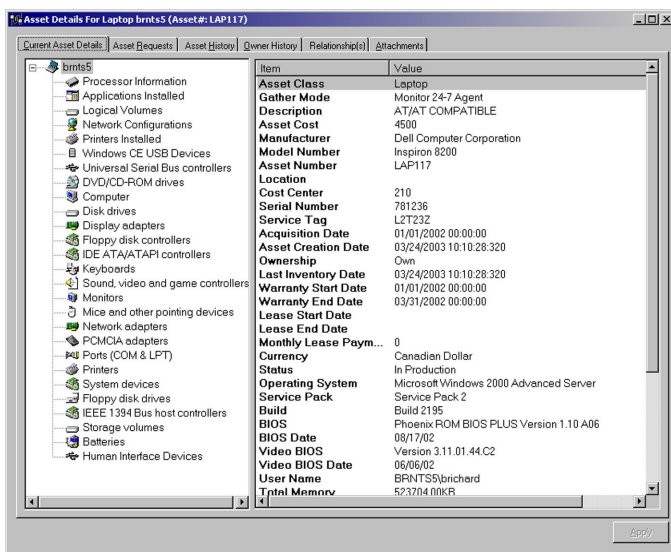 Asset Details For Laptop brnts5 (Asset#: LAP117)
Current Asset Details Asset Requests Asset History Owner History Relationship(s) Attachments
brnts5
Processor Information
Applications Installed
Logical Volumes
Network Configurations
Printers Installed
Windows CE USB Devices
Universal Serial Bus controllers
DVD/CD-ROM drives
Computer
Disk drives
Display adapters
Floppy disk controllers
IDE ATA/ATAPI controllers
Keyboards
Sound, video and game controllers
Monitors
Mice and other pointing devices
Network adapters
PCMCIA adapters
Ports (COM & LPT)
Printers
System devices
Floppy disk drives
IEEE 1394 Bus host controllers
Storage volumes
Batteries
Human Interface Devices
Item Value
Asset Class Laptop
Gather Mode Monitor 24-7 Agent
Description AT/AT COMPATIBLE
Asset Cost 4500
Manufacturer Dell Computer Corporation
Model Number Inspiron 8200
Asset Number LAP117
Location
Cost Center 210
Serial Number 781236
Service Tag L2T23Z
Acquisition Date 01/01/2002 00:00:00
Asset Creation Date 03/24/2003 10:10:28:320
Ownership Own
Last Inventory Date 03/24/2003 10:10:28:320
Warranty Start Date 01/01/2002 00:00:00
Warranty End Date 03/31/2002 00:00:00
Lease Start Date
Lease End Date
Monthly Lease Paym... 0
Currency Canadian Dollar
Status In Production
Operating System Microsoft Windows 2000 Advanced Server
Service Pack Service Pack 2
Build Build 2195
BIOS Phoenix ROM BIOS PLUS Version 1.10 A06
BIOS Date 08/17/02
Video BIOS Version 3.11.01.44.C2
Video BIOS Date 06/06/02
User Name BRNTS5\brichard
Total Memory 523704.00KB
Apply